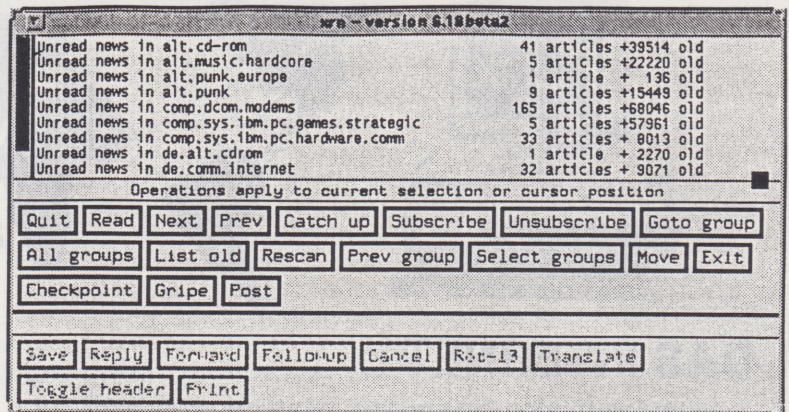 xrn - version 8.18beta2
Unread news in alt.cd-rom 41 articles +39514 old
Unread news in alt.music.hardcore 5 articles +22220 old
Unread news in alt.punk.europe 1 article + 136 old
Unread news in alt.punk 9 articles +15449 old
Unread news in comp.dcom.modems 165 articles +68046 old
Unread news in comp.sys.ibm.pc.games.strategic 5 articles +57961 old
Unread news in comp.sys.ibm.pc.hardware.comm 33 articles + 8013 old
Unread news in de.alt.cdrom 1 article + 2270 old
Unread news in de.comm.internet 32 articles + 9071 old
Operations apply to current selection or cursor position
Quit Read Next Prev Catch up Subscribe Unsubscribe Goto group
All groups List old Rescan Prev group Select groups Move Exit
Checkpoint Gripe Post
Save Reply Forward Followup Cancel Rot-13 Translate
Toggle header Print